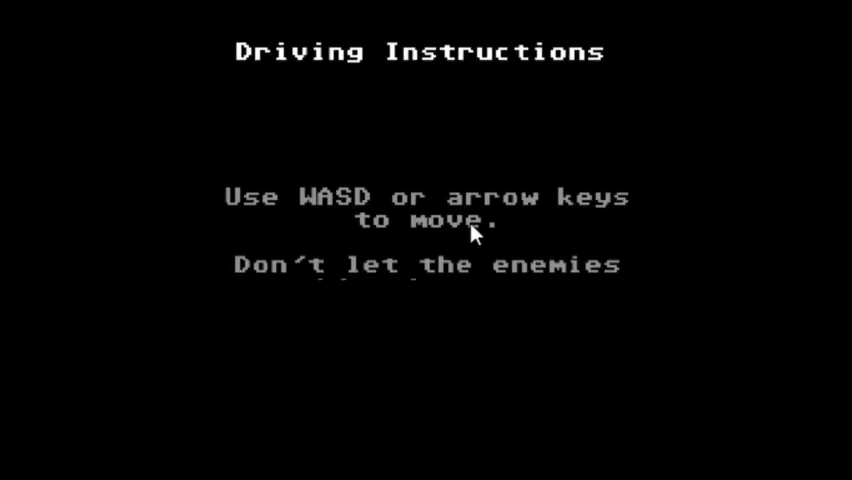 Driving Instructions
Use WASD or arrow keys
to move.
Don't let the enemies